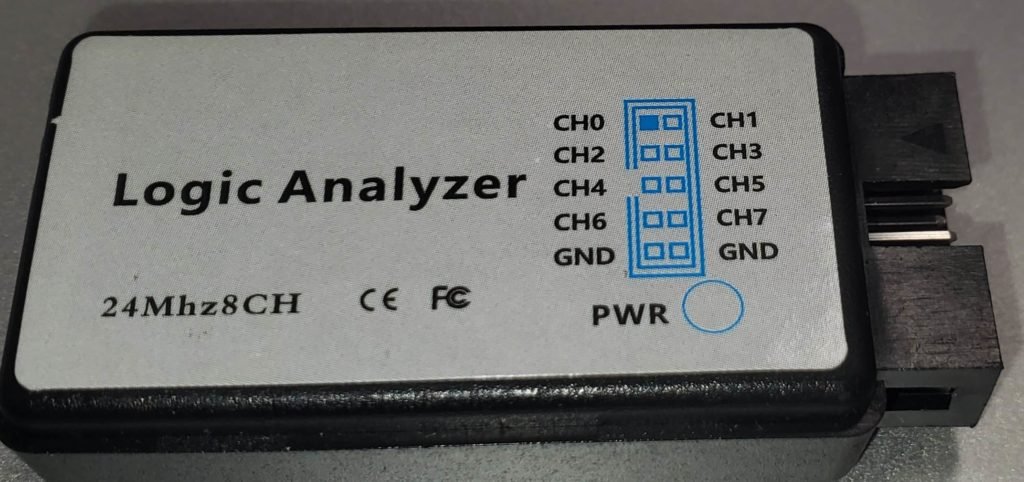 Logic Analyzer
24Mhz8CH
CE FC
CH0 CH1
CH2 CH3
CH4 CH5
CH6 CH7
GND GND
PWR